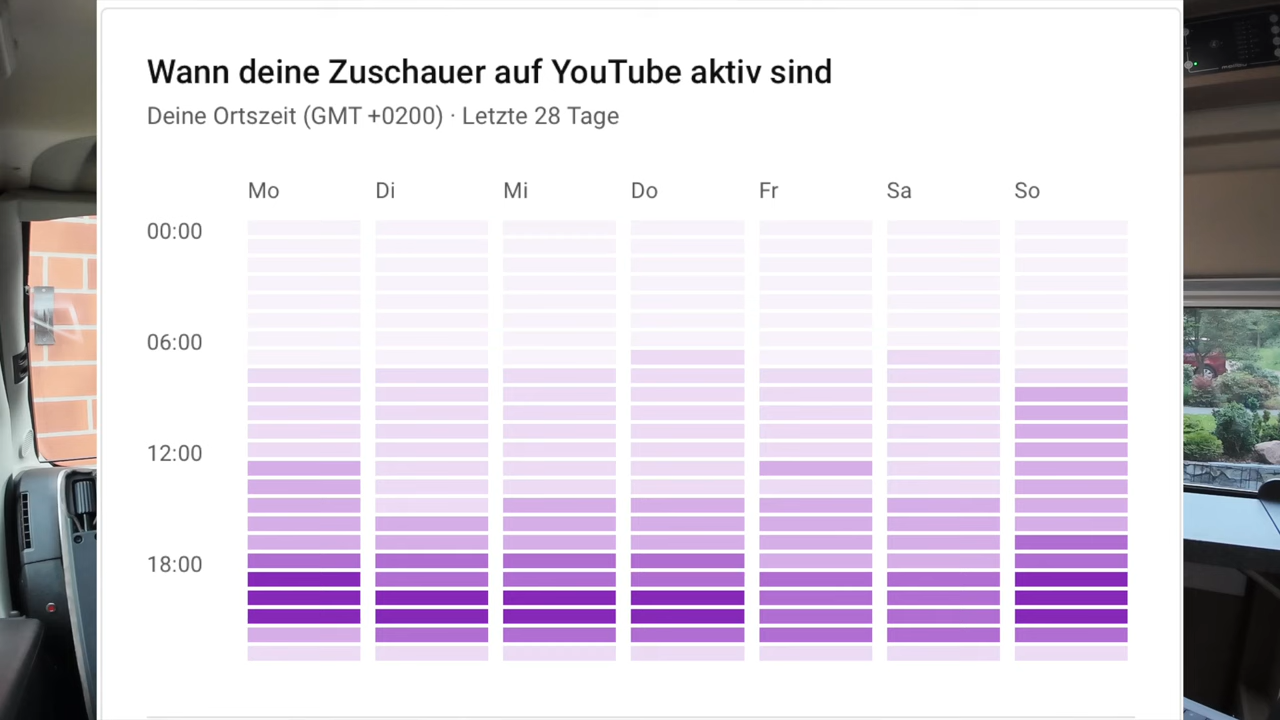 Wann deine Zuschauer auf YouTube aktiv sind
Deine Ortszeit (GMT +0200) · Letzte 28 Tage
Mo Di Mi Do Fr Sa So
00:00
06:00
12:00
18:00